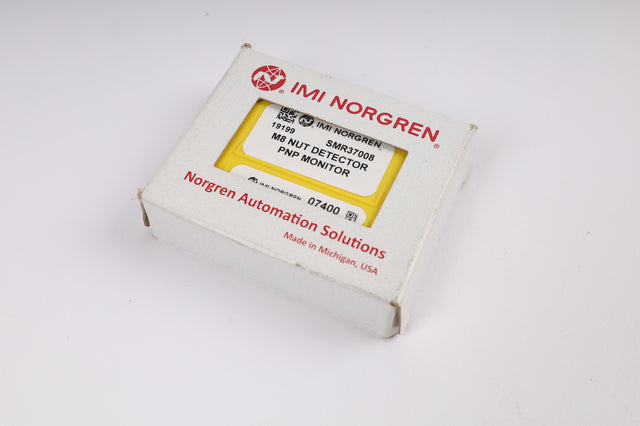 IMI NORGREN®
IMI NORGREN.
19199 SMR37008
M8 NUT DETECTOR
PNP MONITOR
IMI NORGREN 07400
Norgren Automation Solutions
Made in Michigan, USA